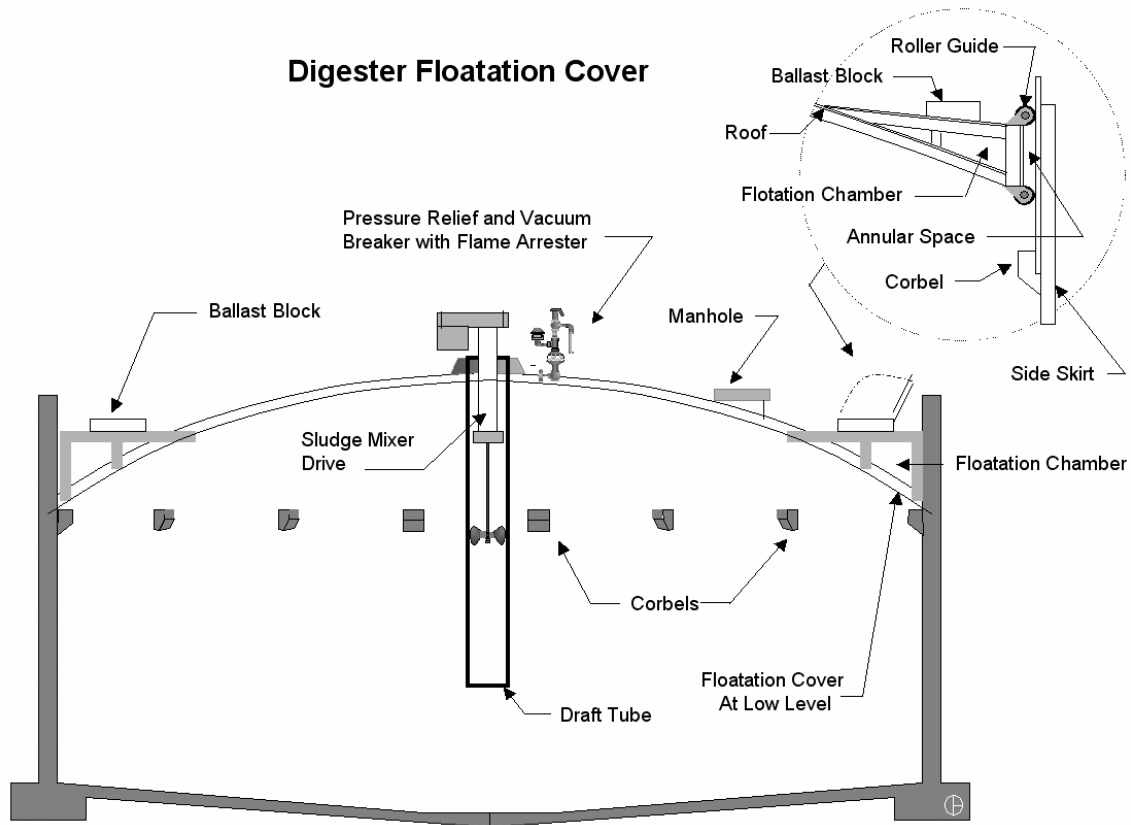 Digester Floatation Cover
Roller Guide
Ballast Block
Roof
Flotation Chamber
Annular Space
Corbel
Side Skirt
Pressure Relief and Vacuum
Breaker with Flame Arrester
Ballast Block
Manhole
Sludge Mixer
Drive
Floatation Chamber
Corbels
Floatation Cover
At Low Level
Draft Tube